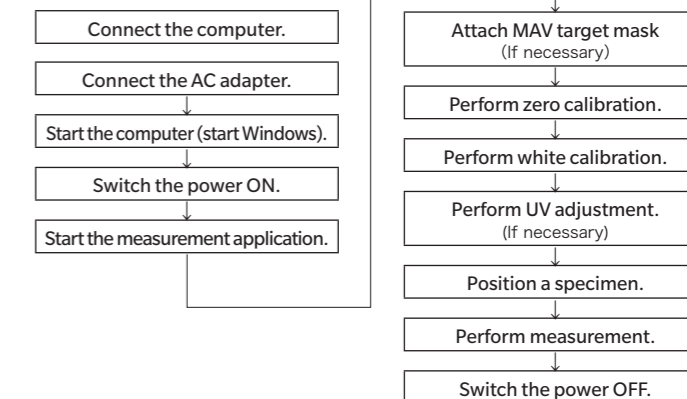 Connect the computer.
Connect the AC adapter.
Start the computer (start Windows).
Switch the power ON.
Start the measurement application.
Attach MAV target mask
(If necessary)
Perform zero calibration.
Perform white calibration.
Perform UV adjustment.
(If necessary)
Position a specimen.
Perform measurement.
Switch the power OFF.